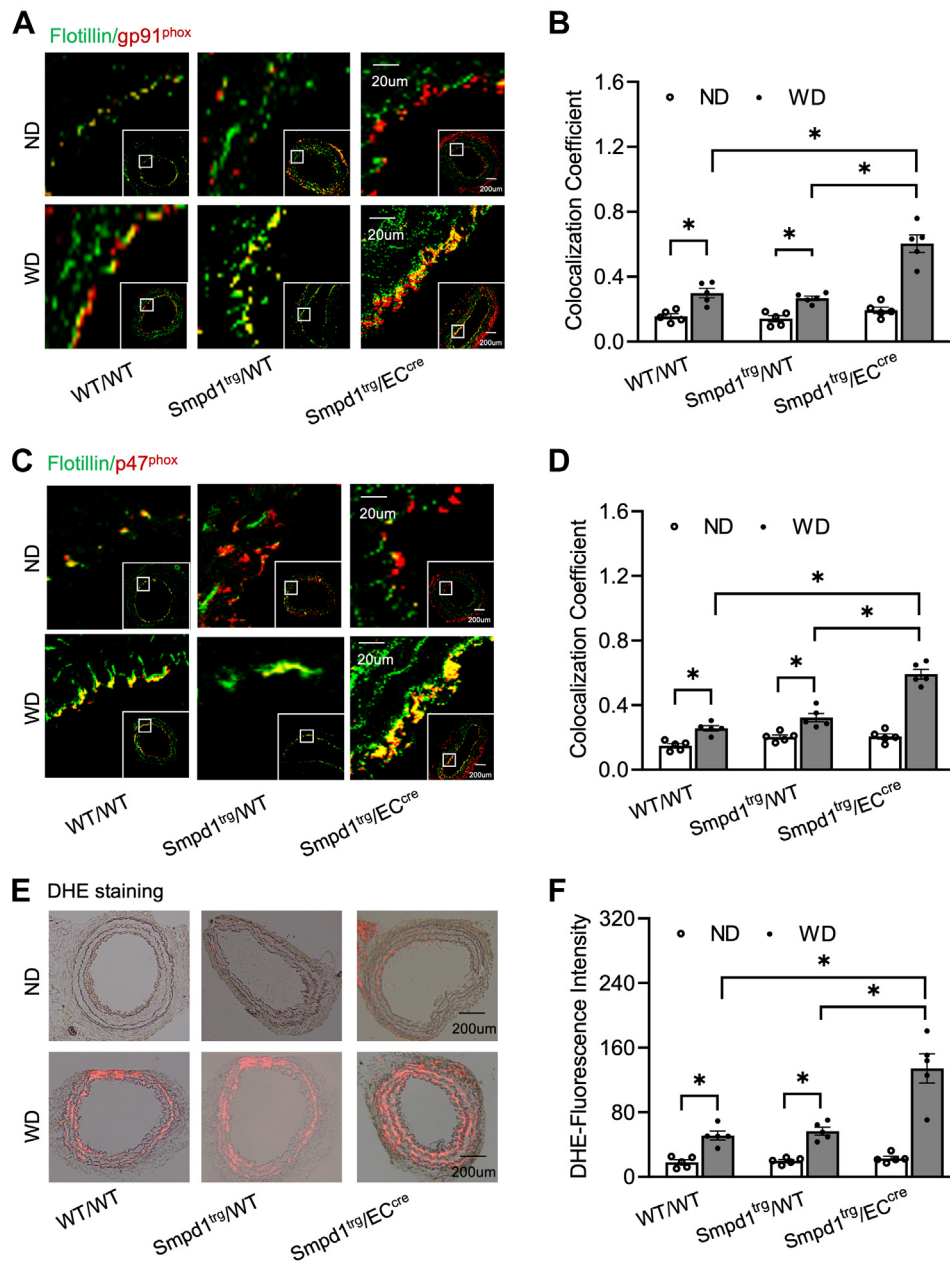 A
Flotillin/gp91phox
ND
20um
200um
WD
20um
200um
WT/WT
Smpd1trg/WT
Smpd1trg/ECcre
B
Colocalization Coefficient
1.6
1.2
0.8
0.4
0.0
ND
WD
*
*
*
*
WT/WT
Smpd1trg/WT
Smpd1trg/ECcre
C
Flotillin/p47phox
ND
20um
200um
WD
20um
200um
WT/WT
Smpd1trg/WT
Smpd1trg/ECcre
D
Colocalization Coefficient
1.6
1.2
0.8
0.4
0.0
ND
WD
*
*
*
*
WT/WT
Smpd1trg/WT
Smpd1trg/ECcre
E
DHE staining
ND
200um
WD
200um
WT/WT
Smpd1trg/WT
Smpd1trg/ECcre
F
DHE-Fluorescence Intensity
320
240
160
80
0
ND
WD
*
*
*
*
WT/WT
Smpd1trg/WT
Smpd1trg/ECcre